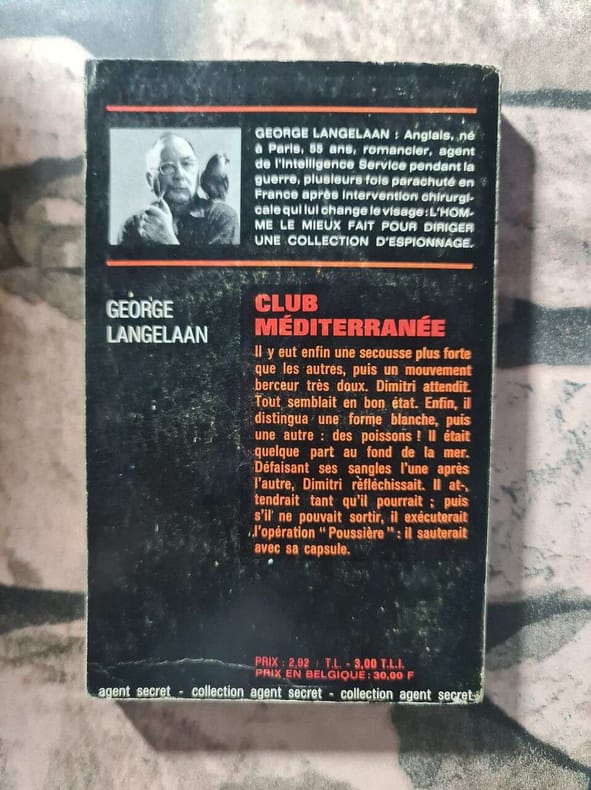 GEORGE LANGELAAN : Anglais, né
à Paris, 55 ans, romancier, agent
de l'Intelligence Service pendant la
guerre, plusieurs fois parachuté en
France après intervention chirurgi-
cale qui lui change le visage : L'HOM-
ME LE MIEUX FAIT POUR DIRIGER
UNE COLLECTION D'ESPIONNAGE.
GEORGE
LANGELAAN
CLUB
MÉDITERRANÉE
Il y eut enfin une secousse plus forte
que les autres, puis un mouvement
berceur très doux. Dimitri attendit.
Tout semblait en bon état. Enfin, il
distingua une forme blanche, puis
une autre : des poissons ! Il était
quelque part au fond de la mer.
Défaisant ses sangles l'une après
l'autre, Dimitri réfléchissait. Il at-
tendrait tant qu'il pourrait ; puis
s'il ne pouvait sortir, il exécuterait
l'opération "Poussière" : il sauterait
avec sa capsule.
PRIX : 2,92 T.L. - 3,00 T.L.I.
PRIX EN BELGIQUE : 30,00 F
agent secret - collection agent secret - collection agent secret